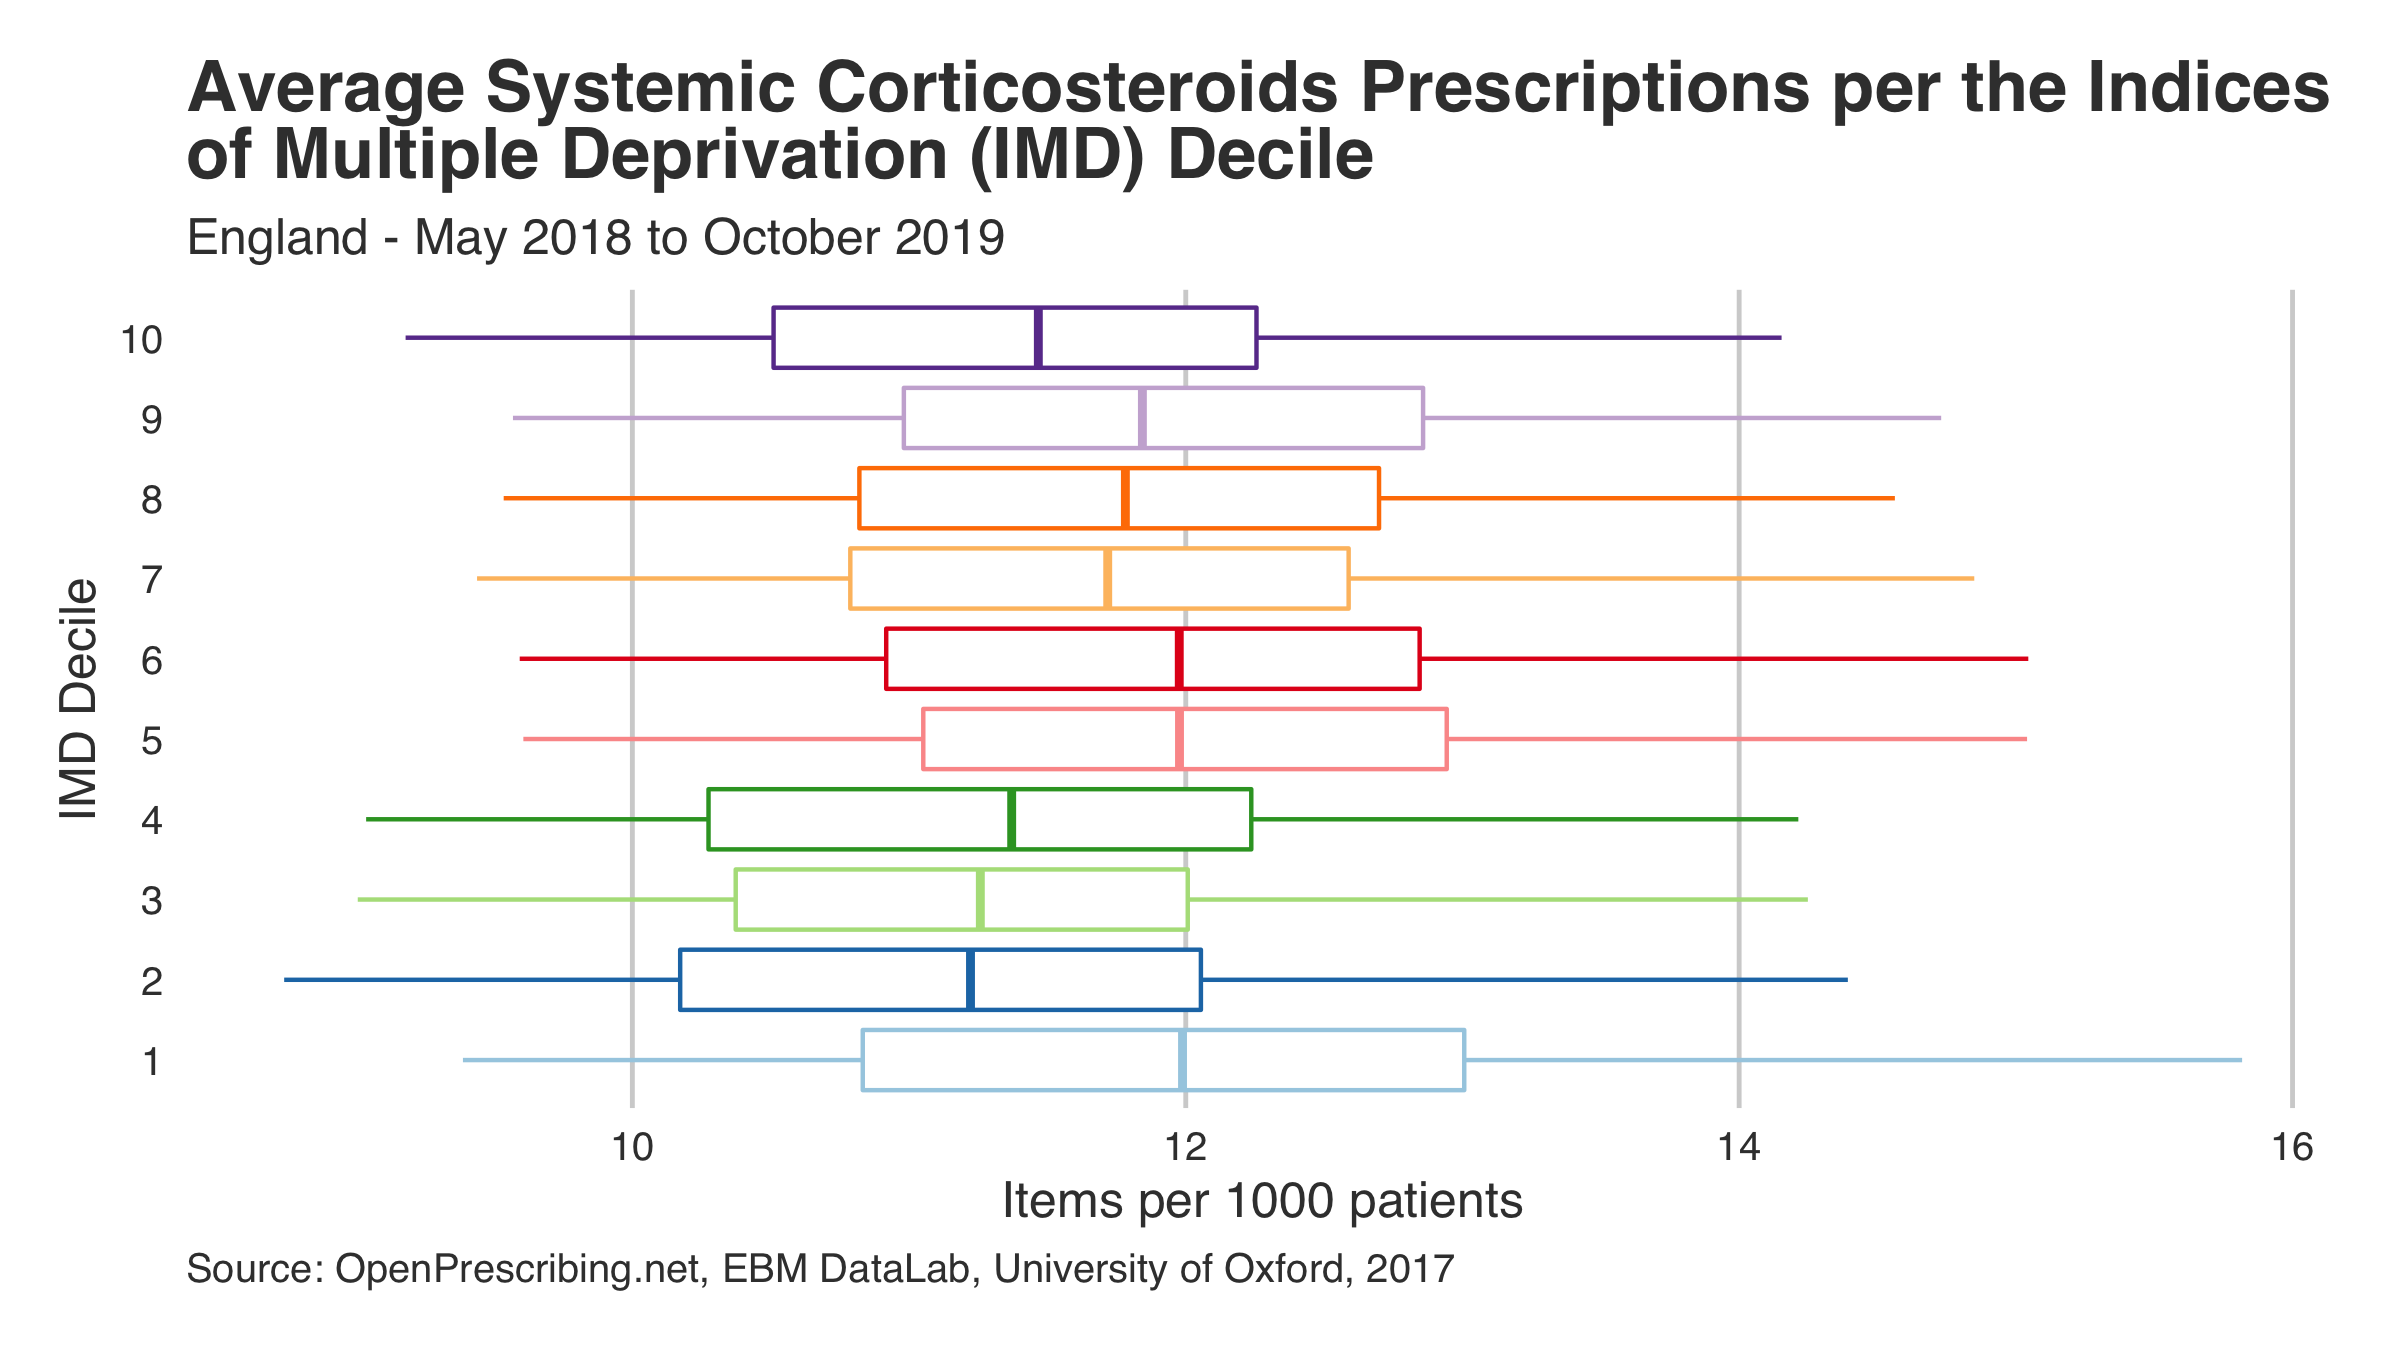 Average Systemic Corticosteroids Prescriptions per the Indices
of Multiple Deprivation (IMD) Decile
England - May 2018 to October 2019
IMD Decile
10
9
8
7
6
5
4
3
2
1
10 12 14 16
Items per 1000 patients
Source: OpenPrescribing.net, EBM DataLab, University of Oxford, 2017